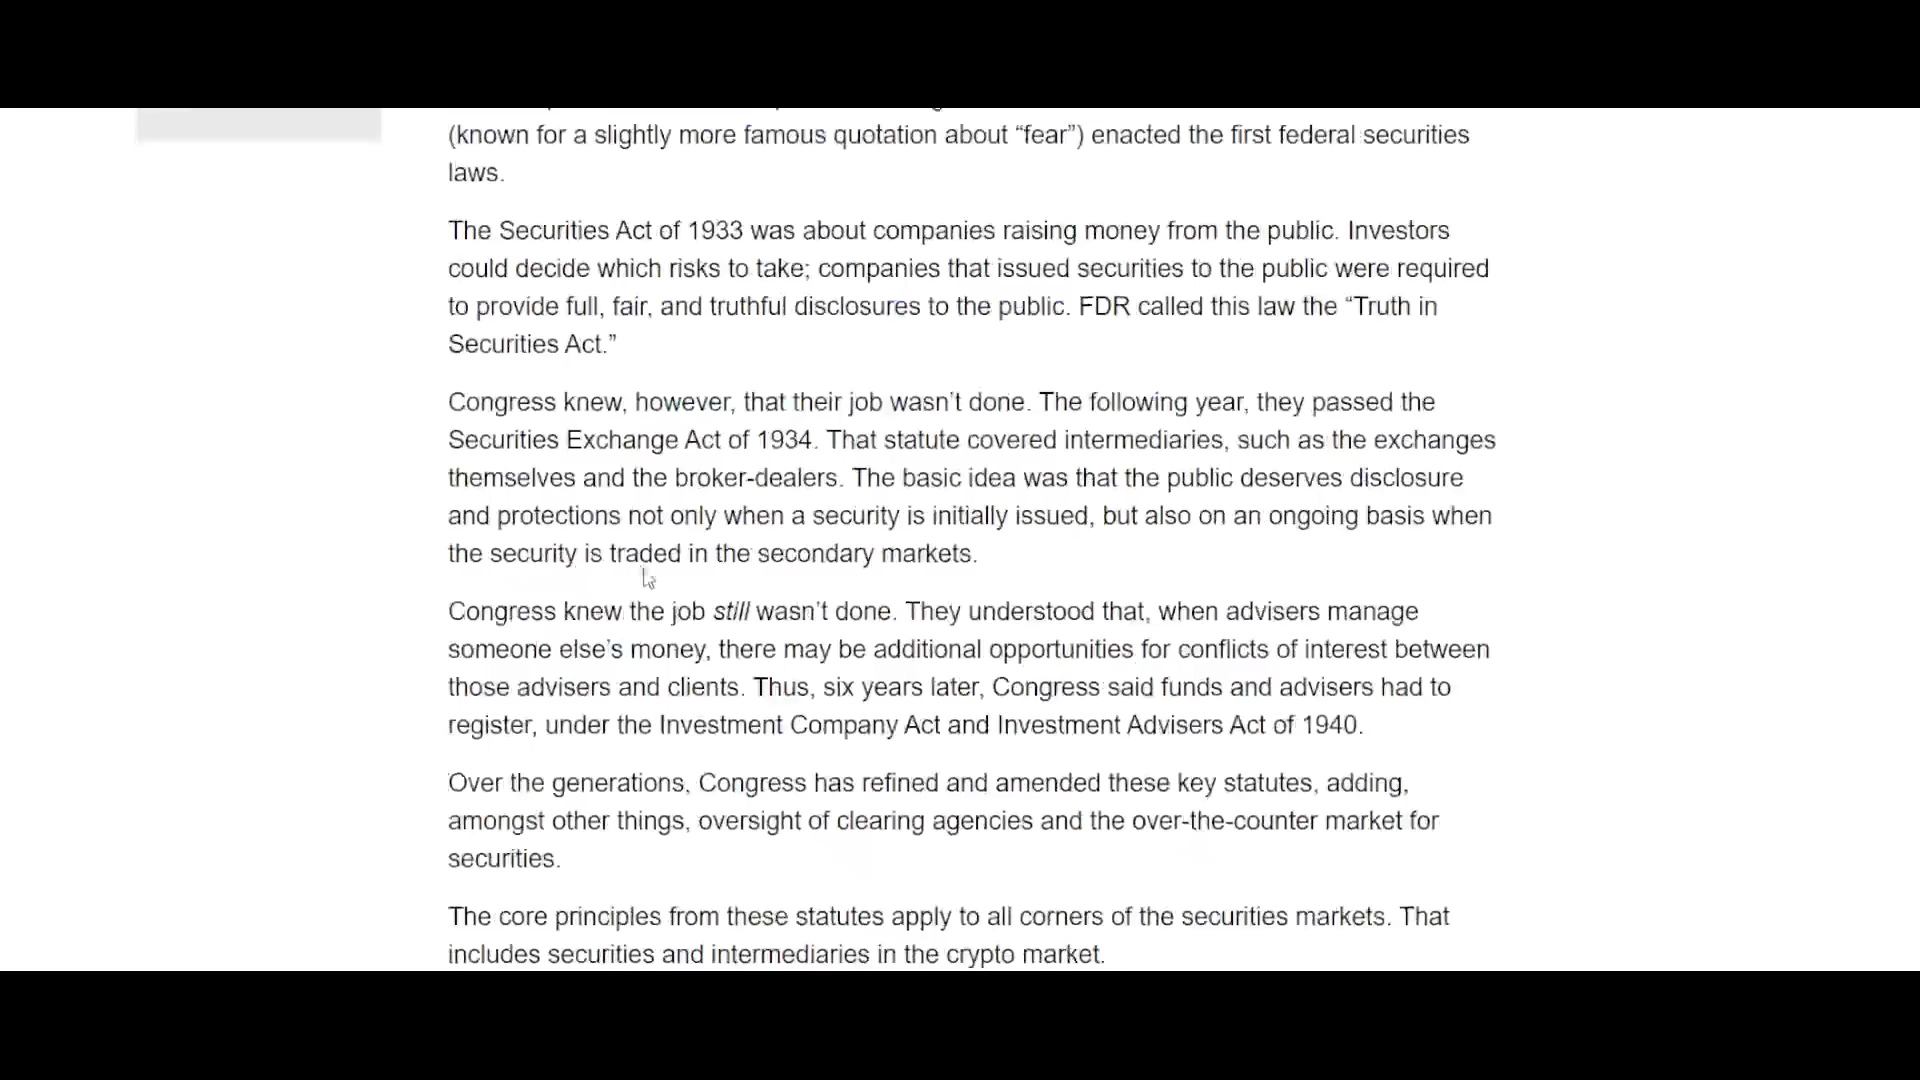 (known for a slightly more famous quotation about “fear”) enacted the first federal securities
laws.
The Securities Act of 1933 was about companies raising money from the public. Investors
could decide which risks to take; companies that issued securities to the public were required
to provide full, fair, and truthful disclosures to the public. FDR called this law the “Truth in
Securities Act.”
Congress knew, however, that their job wasn’t done. The following year, they passed the
Securities Exchange Act of 1934. That statute covered intermediaries, such as the exchanges
themselves and the broker-dealers. The basic idea was that the public deserves disclosure
and protections not only when a security is initially issued, but also on an ongoing basis when
the security is traded in the secondary markets.
Congress knew the job still wasn’t done. They understood that, when advisers manage
someone else’s money, there may be additional opportunities for conflicts of interest between
those advisers and clients. Thus, six years later, Congress said funds and advisers had to
register, under the Investment Company Act and Investment Advisers Act of 1940.
Over the generations, Congress has refined and amended these key statutes, adding,
amongst other things, oversight of clearing agencies and the over-the-counter market for
securities.
The core principles from these statutes apply to all corners of the securities markets. That
includes securities and intermediaries in the crypto market.